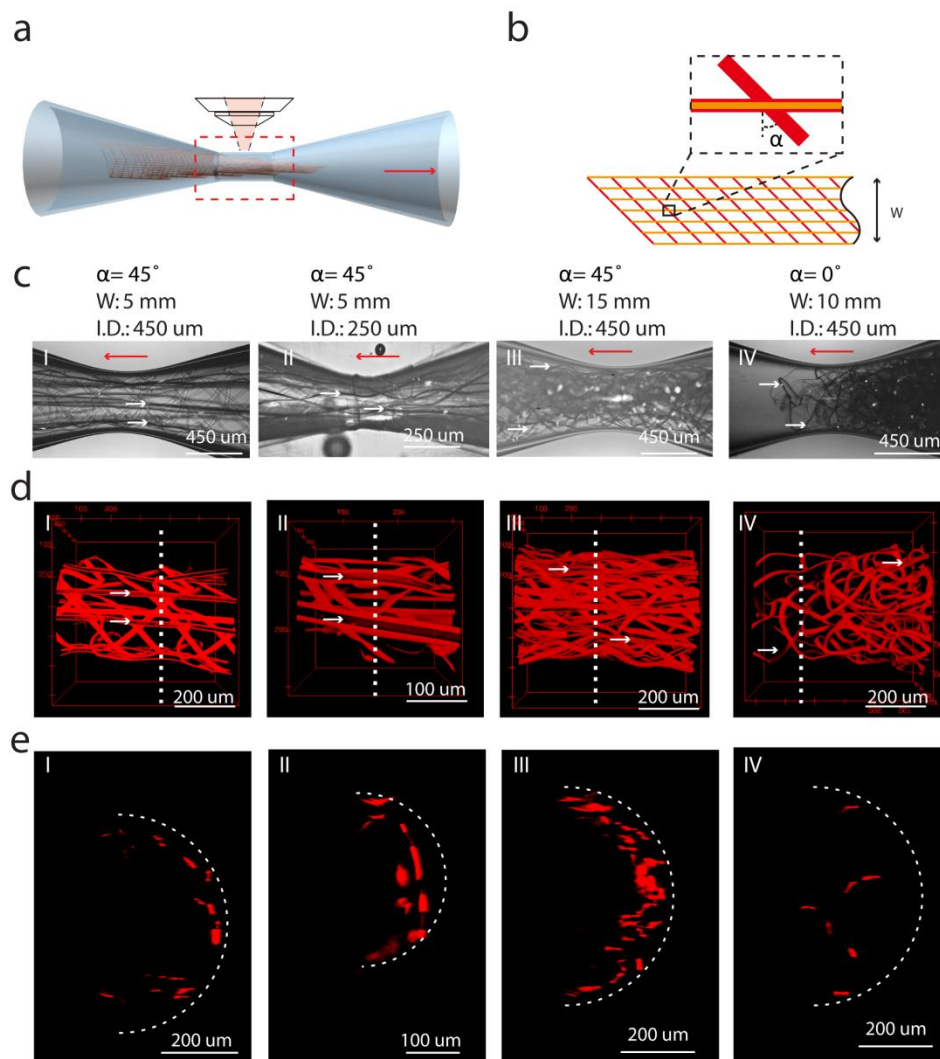 a
b
α
W
c
α= 45˚
W: 5 mm
I.D.: 450 um
α= 45˚
W: 5 mm
I.D.: 250 um
α= 45˚
W: 15 mm
I.D.: 450 um
α= 0˚
W: 10 mm
I.D.: 450 um
I
II
III
IV
450 um
250 um
450 um
450 um
d
I
II
III
IV
200 um
100 um
200 um
200 um
e
I
II
III
IV
200 um
100 um
200 um
200 um